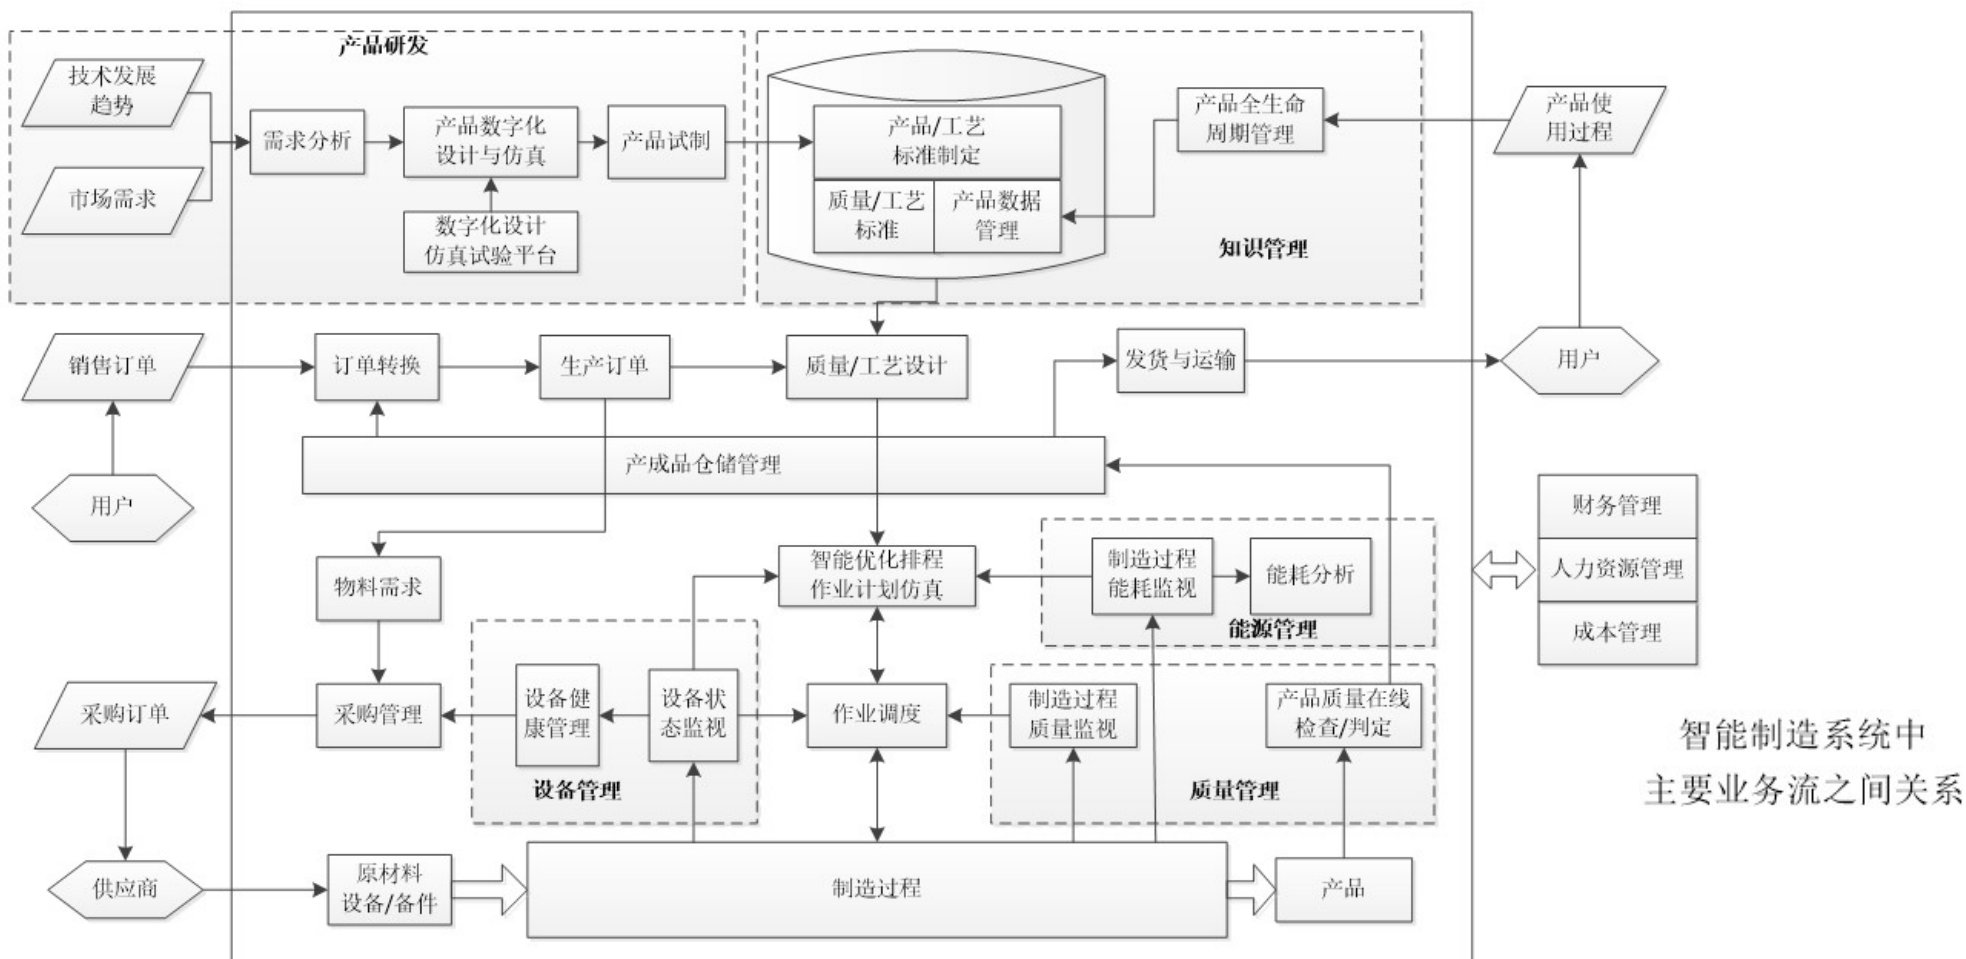 产品研发
技术发展
趋势
市场需求
需求分析
产品数字化
设计与仿真
产品试制
数字化设计
仿真试验平台
产品/工艺
标准制定
质量/工艺
标准
产品数据
管理
产品全生命
周期管理
知识管理
产品使
用过程
销售订单
订单转换
生产订单
质量/工艺设计
发货与运输
用户
产成品仓储管理
用户
财务管理
人力资源管理
成本管理
物料需求
智能优化排程
作业计划仿真
制造过程
能耗监视
能耗分析
能源管理
采购订单
采购管理
设备健
康管理
设备状
态监视
设备管理
作业调度
制造过程
质量监视
产品质量在线
检查/判定
质量管理
智能制造系统中
主要业务流之间关系
供应商
原材料
设备/备件
制造过程
产品